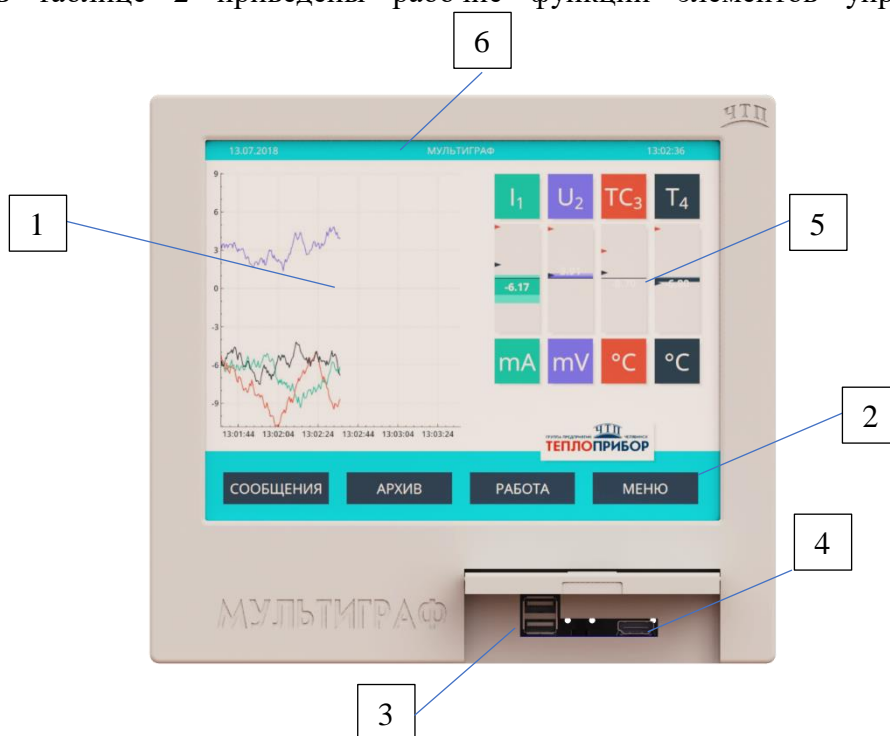 в таблице 2 приведены рабочие функции элементов
6
ЧТП
13.07.2018 МУЛЬТИГРАФ 13:02:36
I₁ U₂ TC₃ T₄
9
6
3
0
-3
-6
-9
1
5
-6.17
mA mV °C °C
13:01:44 13:02:04 13:02:24 13:02:44 13:03:04 13:03:24
ЧТП
ТЕПЛОПРИБОР
2
СООБЩЕНИЯ АРХИВ РАБОТА МЕНЮ
4
МУЛЬТИГРАФ
3